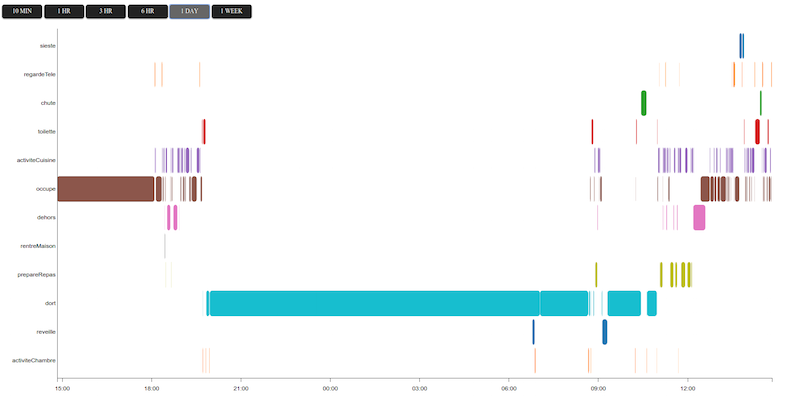 10 MIN 1 HR 3 HR 6 HR 1 DAY 1 WEEK
sieste
regardeTele
chute
toilette
activiteCuisine
occupe
dehors
rentreMaison
prepareRepas
dort
reveille
activiteChambre
15:00 18:00 21:00 00:00 03:00 06:00 09:00 12:00